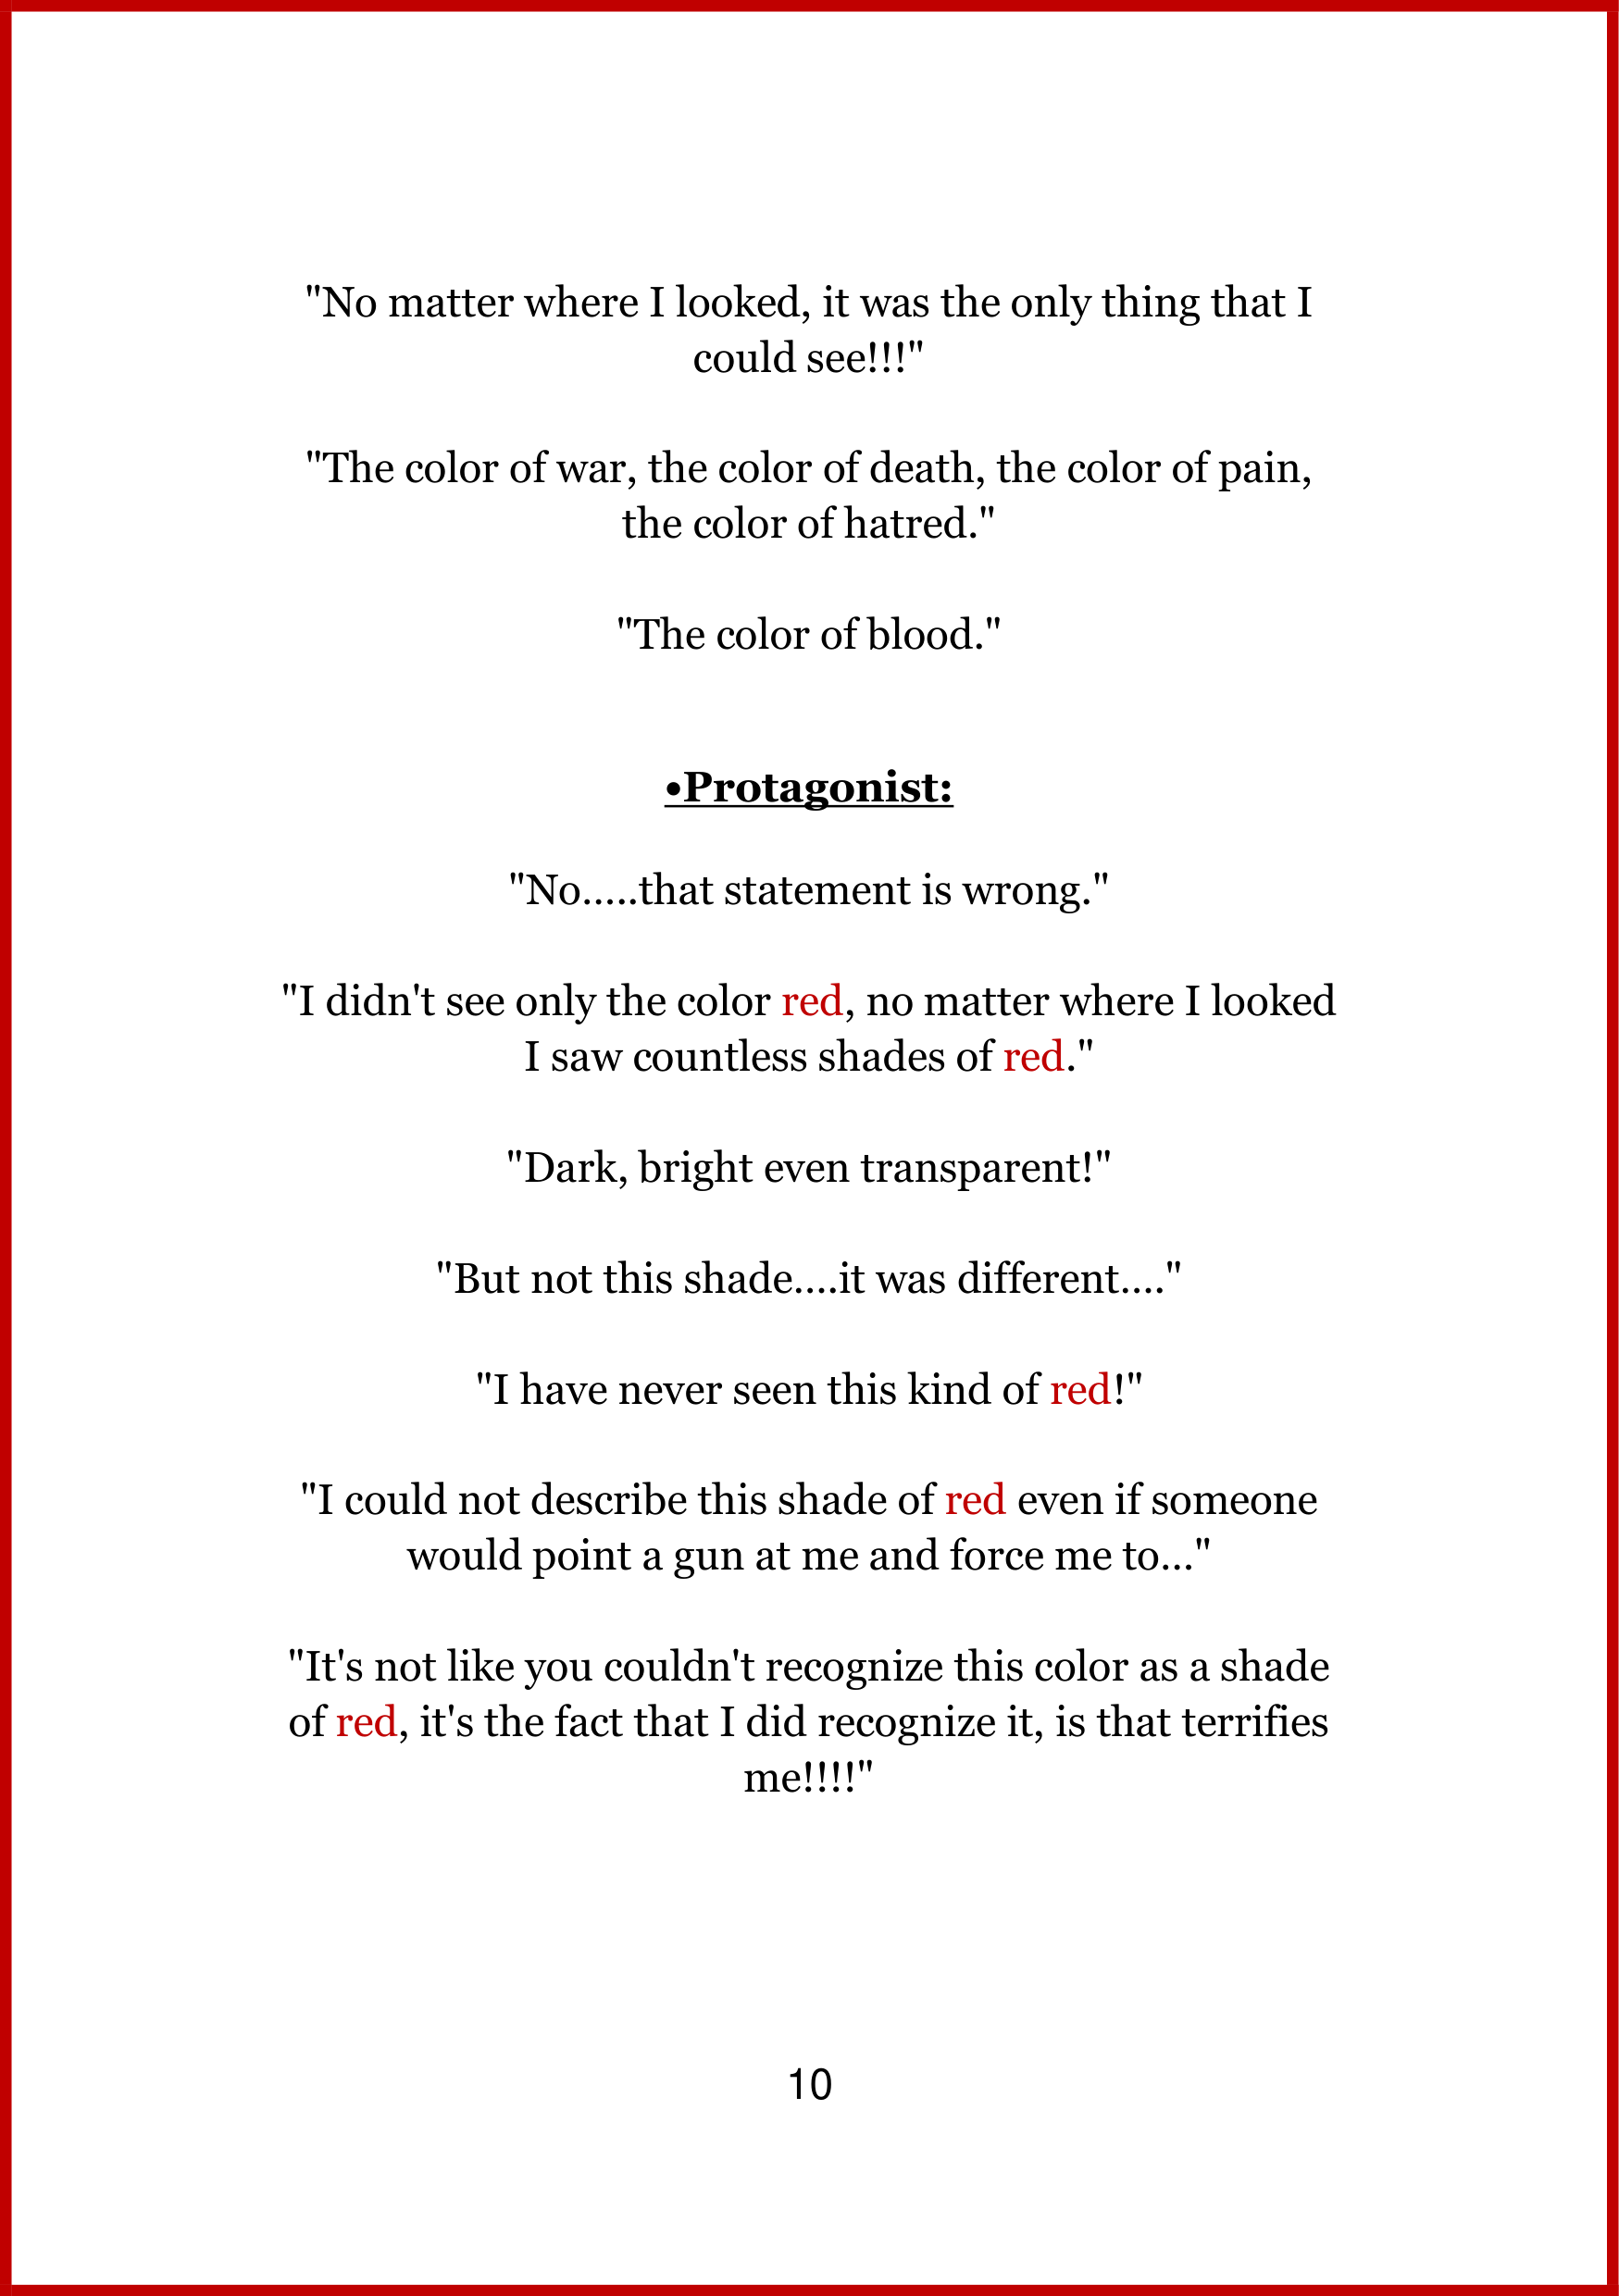 "No matter where I looked, it was the only thing that I
could see!!!"
"The color of war, the color of death, the color of pain,
the color of hatred."
"The color of blood."
•Protagonist:
"No.....that statement is wrong."
"I didn't see only the color red, no matter where I looked
I saw countless shades of red."
"Dark, bright even transparent!"
"But not this shade....it was different...."
"I have never seen this kind of red!"
"I could not describe this shade of red even if someone
would point a gun at me and force me to..."
"It's not like you couldn't recognize this color as a shade
of red, it's the fact that I did recognize it, is that terrifies
me!!!!"
10